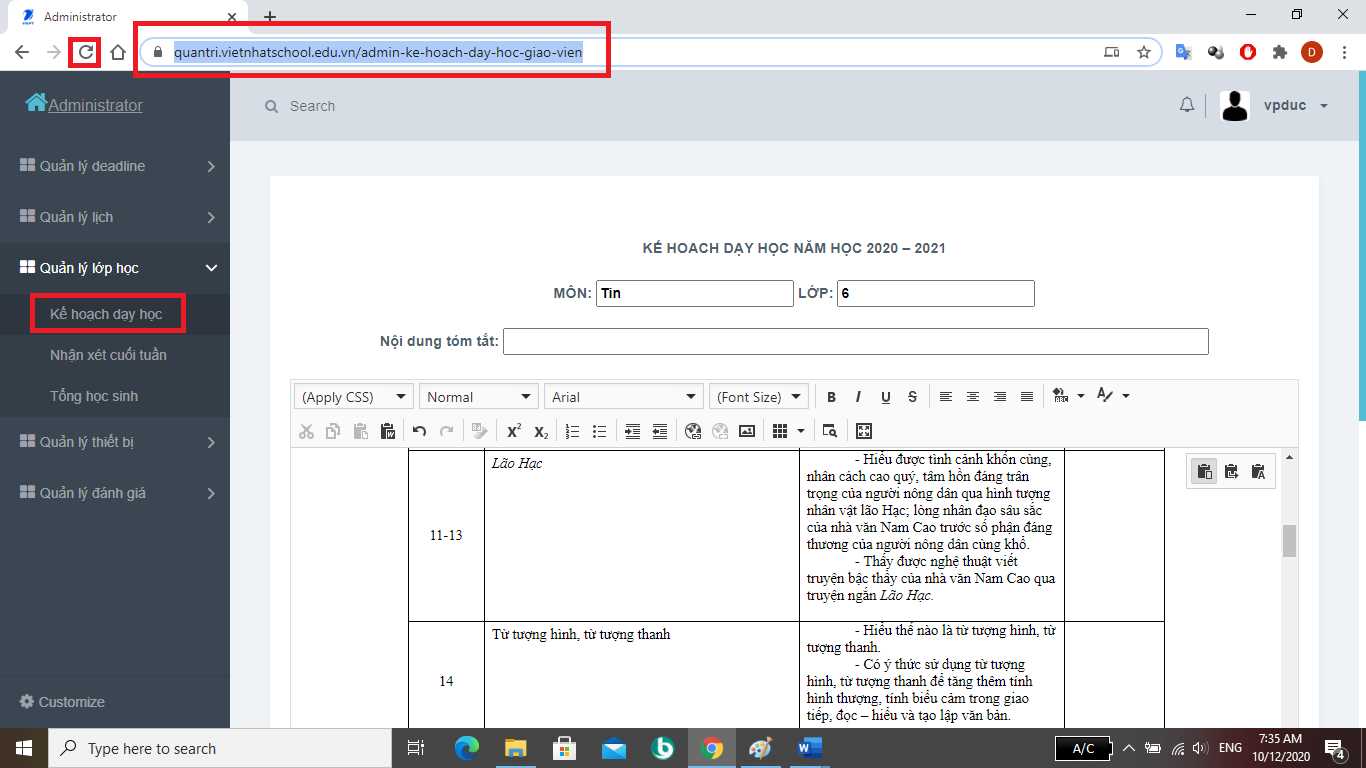 Administrator
quantri.vietnhatschool.edu.vn/admin-ke-hoach-day-hoc-giao-vien
D
Administrator
Search
vpduc
Quản lý deadline
Quản lý lịch
Quản lý lớp học
Kế hoạch dạy học
Nhận xét cuối tuần
Tổng học sinh
Quản lý thiết bị
Quản lý đánh giá
Customize
KẾ HOẠCH DẠY HỌC NĂM HỌC 2020 – 2021
MÔN: Tin LỚP: 6
Nội dung tóm tắt:
(Apply CSS) Normal Arial (Font Size) B I U S
X² X₂
11-13
Lão Hạc
- Hiểu được tình cảnh khốn cùng,
nhân cách cao quý, tâm hồn đáng trân
trọng của người nông dân qua hình tượng
nhân vật lão Hạc; lòng nhân đạo sâu sắc
của nhà văn Nam Cao trước số phận đáng
thương của người nông dân cùng khổ.
- Thấy được nghệ thuật viết
truyện bậc thầy của nhà văn Nam Cao qua
truyện ngắn Lão Hạc.
14
Từ tượng hình, từ tượng thanh
- Hiểu thế nào là từ tượng hình, từ
tượng thanh.
- Có ý thức sử dụng từ tượng
hình, từ tượng thanh để tăng thêm tính
hình thượng, tính biểu cảm trong giao
tiếp, đọc – hiểu và tạo lập văn bản.
Type here to search
A/C
ENG
7:35 AM
10/12/2020
4